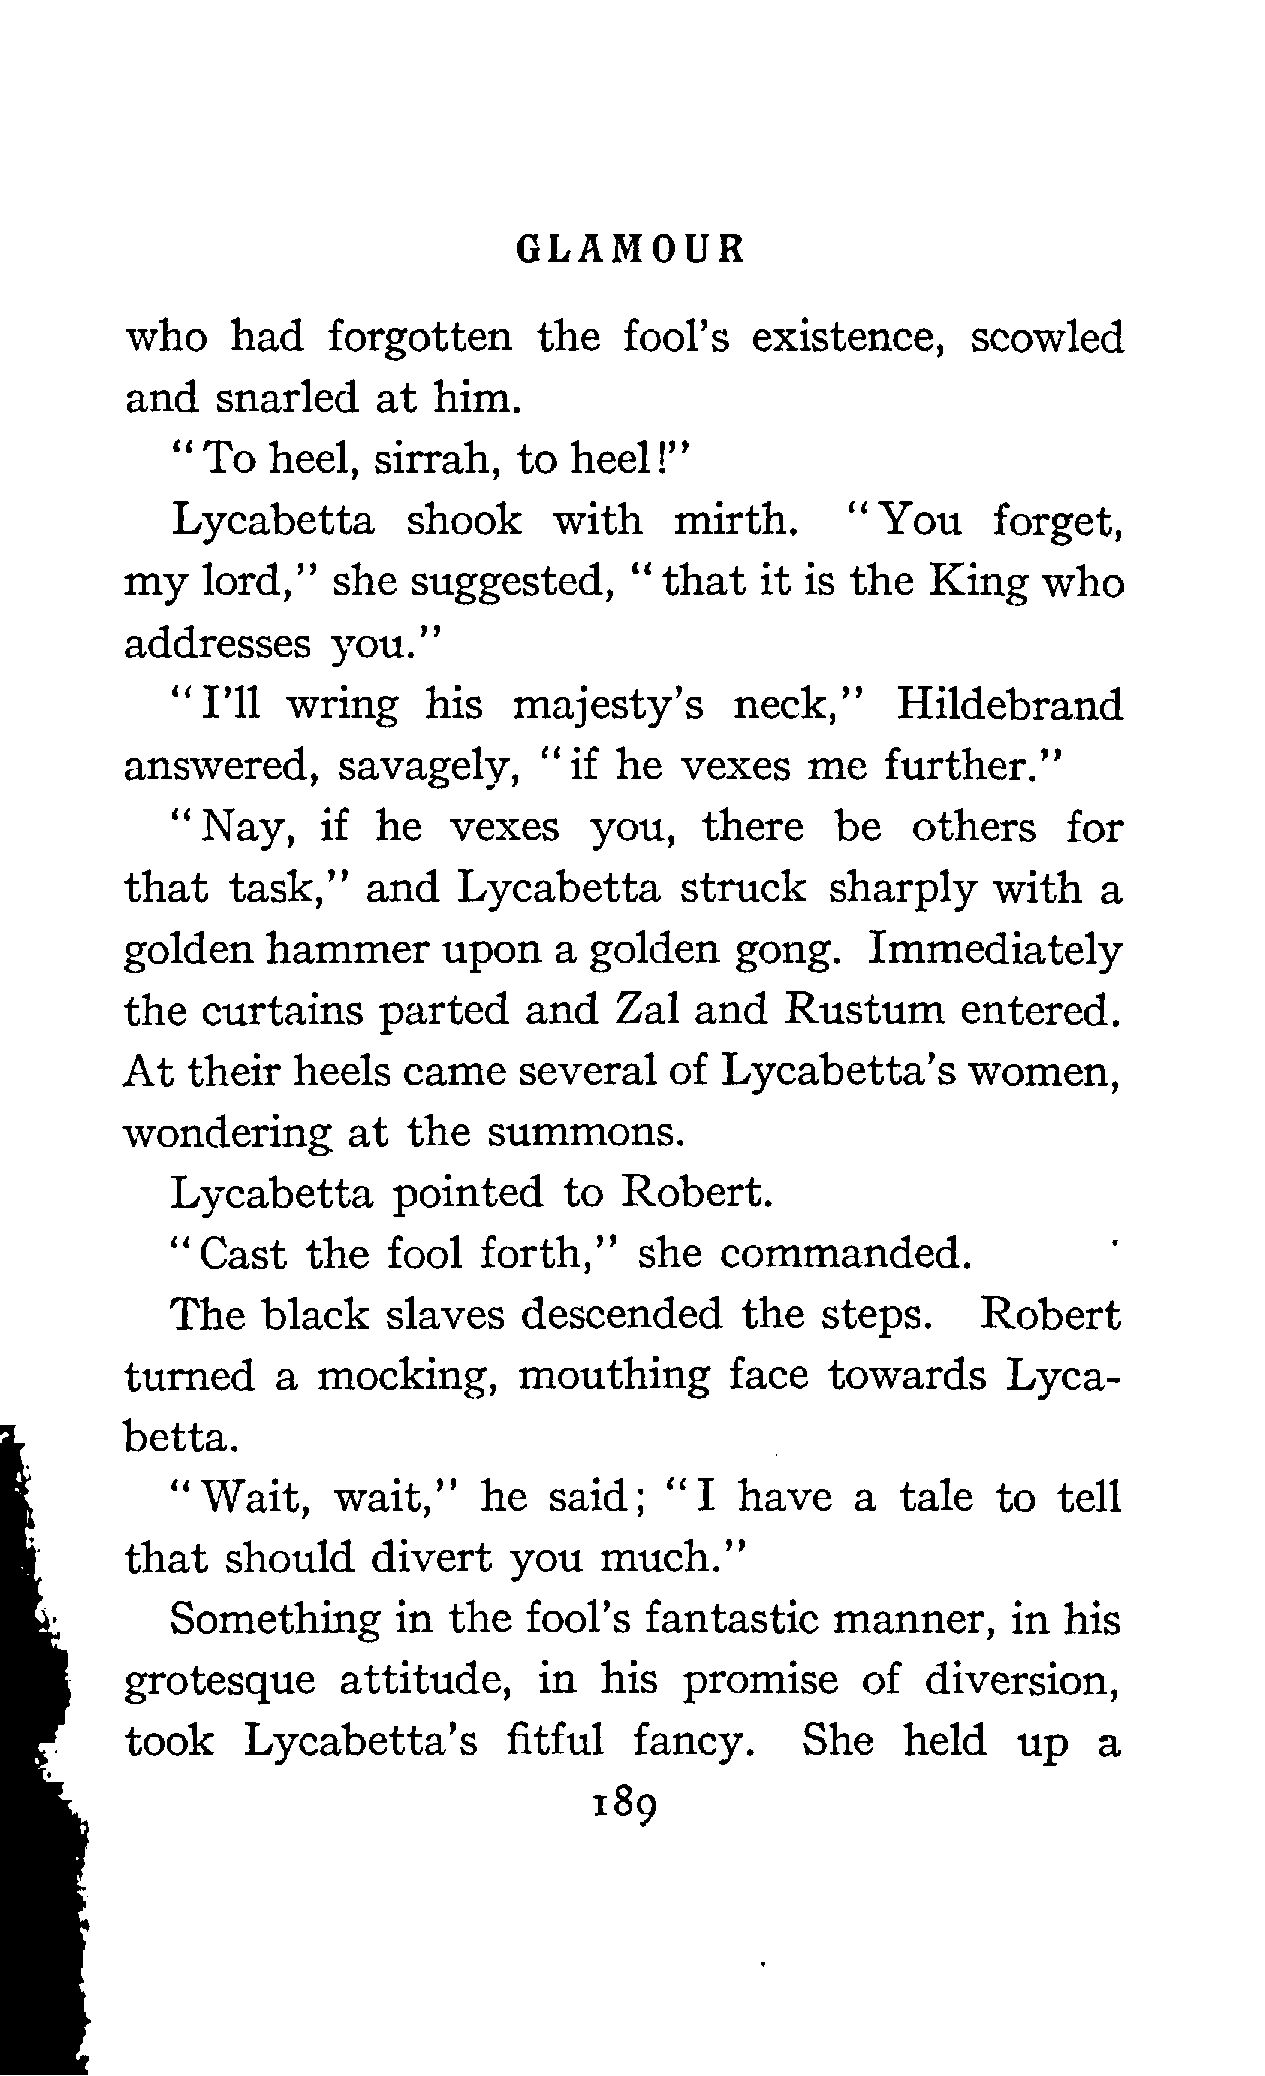 GLAMOUR
who had forgotten the fool's existence, scowled
and snarled at him.
"To heel, sirrah, to heel!"
Lycabetta shook with mirth. "You forget,
my lord," she suggested, "that it is the King who
addresses you."
"I'll wring his majesty's neck," Hildebrand
answered, savagely, "if he vexes me further."
"Nay, if he vexes you, there be others for
that task," and Lycabetta struck sharply with a
golden hammer upon a golden gong. Immediately
the curtains parted and Zal and Rustum entered.
At their heels came several of Lycabetta's women,
wondering at the summons.
Lycabetta pointed to Robert.
"Cast the fool forth," she commanded.
The black slaves descended the steps. Robert
turned a mocking, mouthing face towards Lyca-
betta.
"Wait, wait," he said; "I have a tale to tell
that should divert you much."
Something in the fool's fantastic manner, in his
grotesque attitude, in his promise of diversion,
took Lycabetta's fitful fancy. She held up a
189